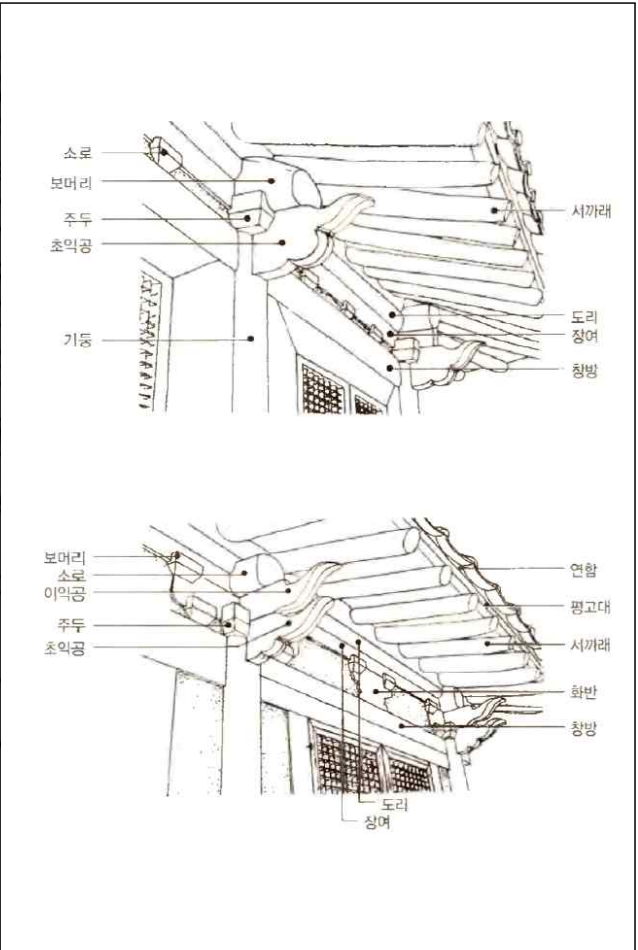 소로
보머리
주두
초익공
기둥
서까래
도리
장여
창방
보머리
소로
이익공
주두
초익공
연함
평고대
서까래
화반
창방
도리
장여